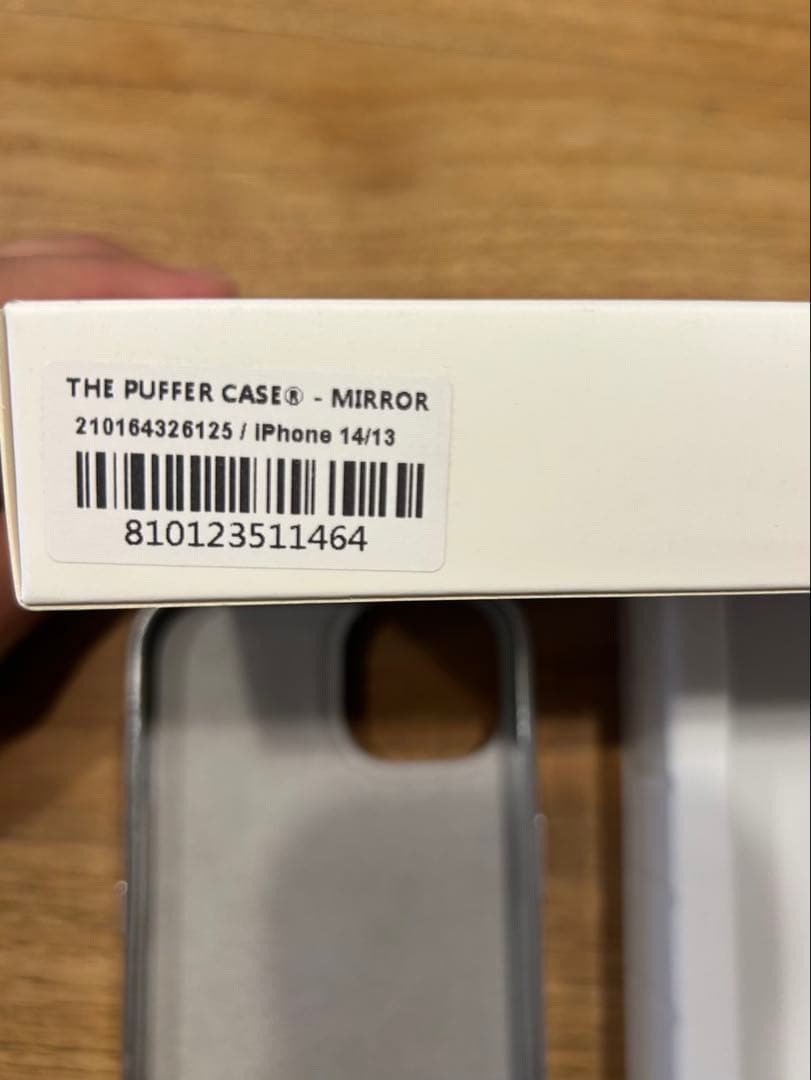 THE PUFFER CASE® - MIRROR
210164326125 / iPhone 14/13
810123511464